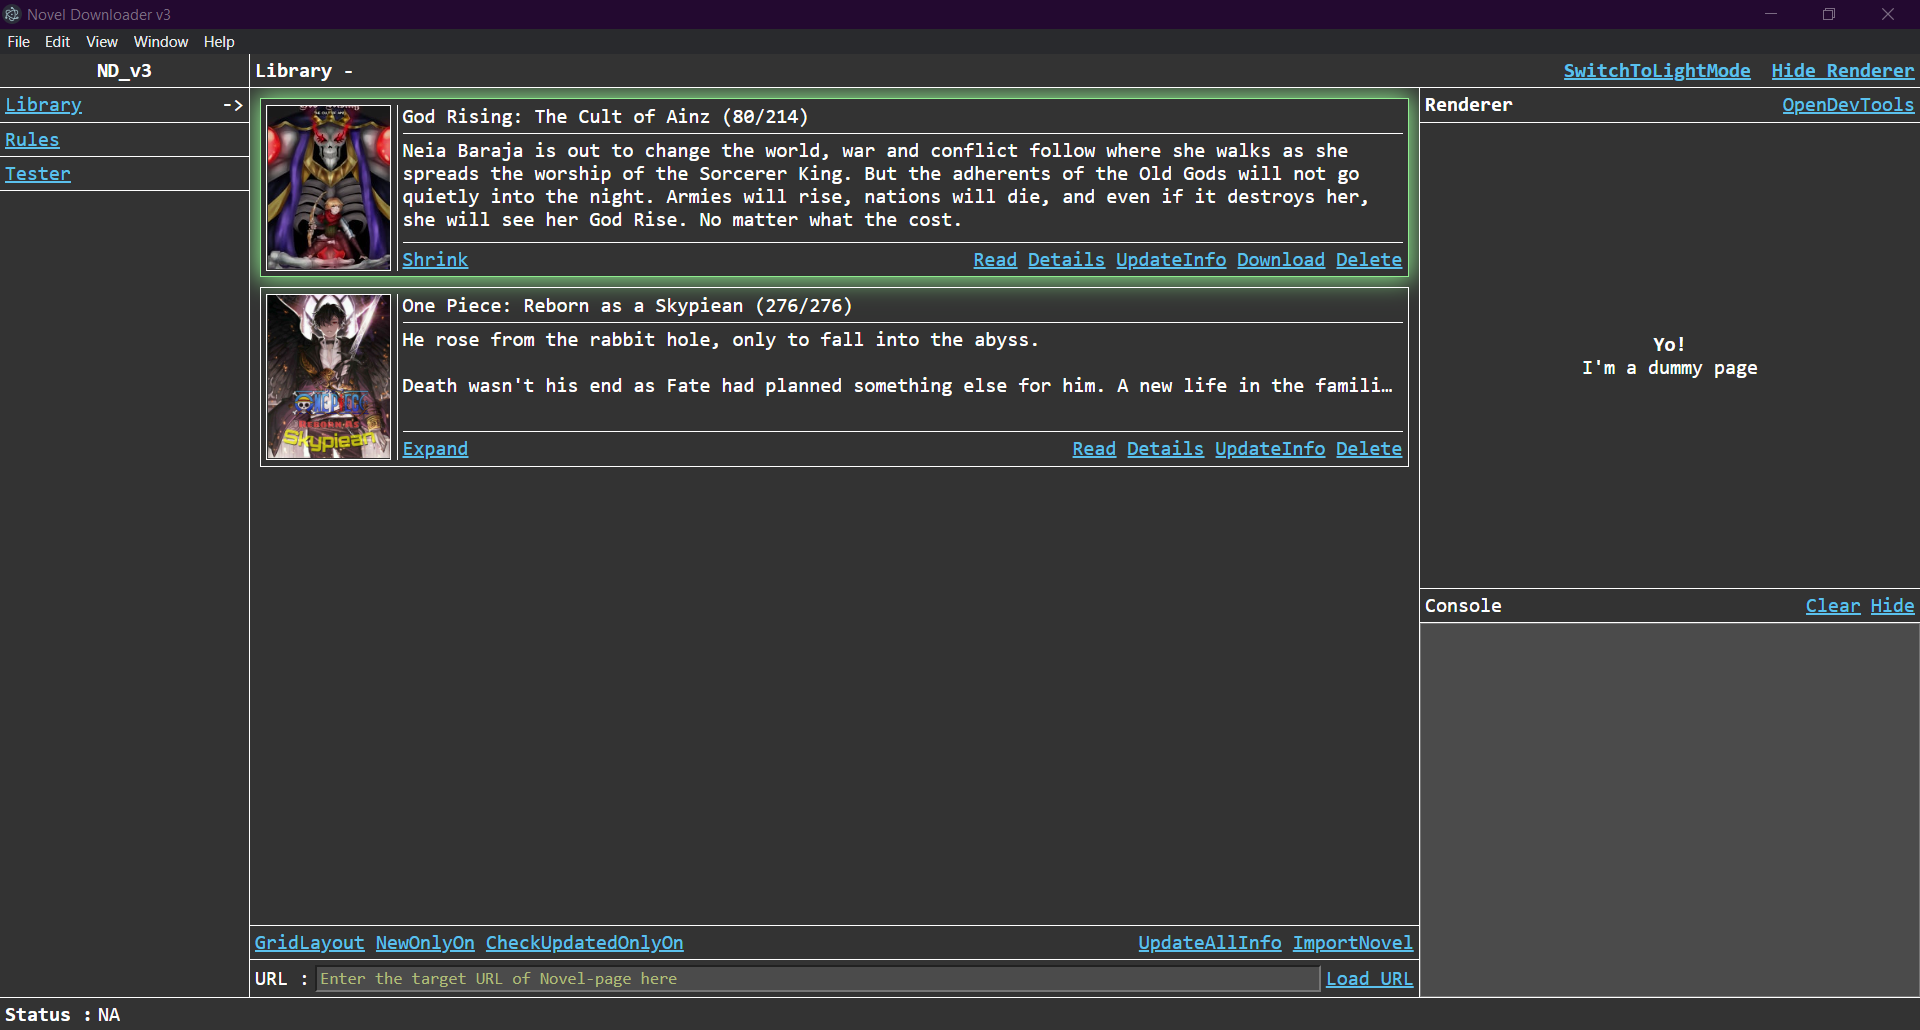 Novel Downloader v3
File Edit View Window Help
ND_v3
Library - SwitchToLightMode Hide Renderer
Library ->
Rules
Tester
God Rising: The Cult of Ainz (80/214)
Neia Baraja is out to change the world, war and conflict follow where she walks as she
spreads the worship of the Sorcerer King. But the adherents of the Old Gods will not go
quietly into the night. Armies will rise, nations will die, and even if it destroys her,
she will see her God Rise. No matter what the cost.
Shrink Read Details UpdateInfo Download Delete
ONE PIECE
REBORN AS
Skypiean
One Piece: Reborn as a Skypiean (276/276)
He rose from the rabbit hole, only to fall into the abyss.
Death wasn't his end as Fate had planned something else for him. A new life in the famili…
Expand Read Details UpdateInfo Delete
GridLayout NewOnlyOn CheckUpdatedOnlyOn UpdateAllInfo ImportNovel
URL : Enter the target URL of Novel-page here Load URL
Renderer OpenDevTools
Yo!
I'm a dummy page
Console Clear Hide
Status : NA